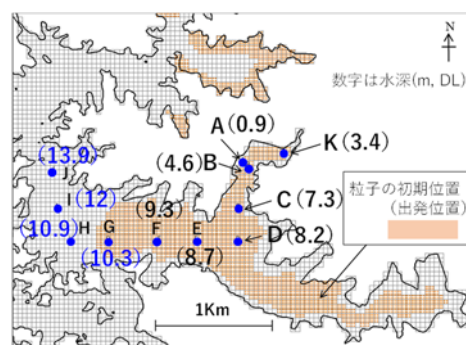 N
数字は水深(m, DL)
A(0.9)
K(3.4)
(4.6)B
(13.9)
J
粒子の初期位置
(出発位置)
C(7.3)
I(12)
(9.3)
(10.9)
H
G
F
E
D(8.2)
(10.3)
(8.7)
1Km